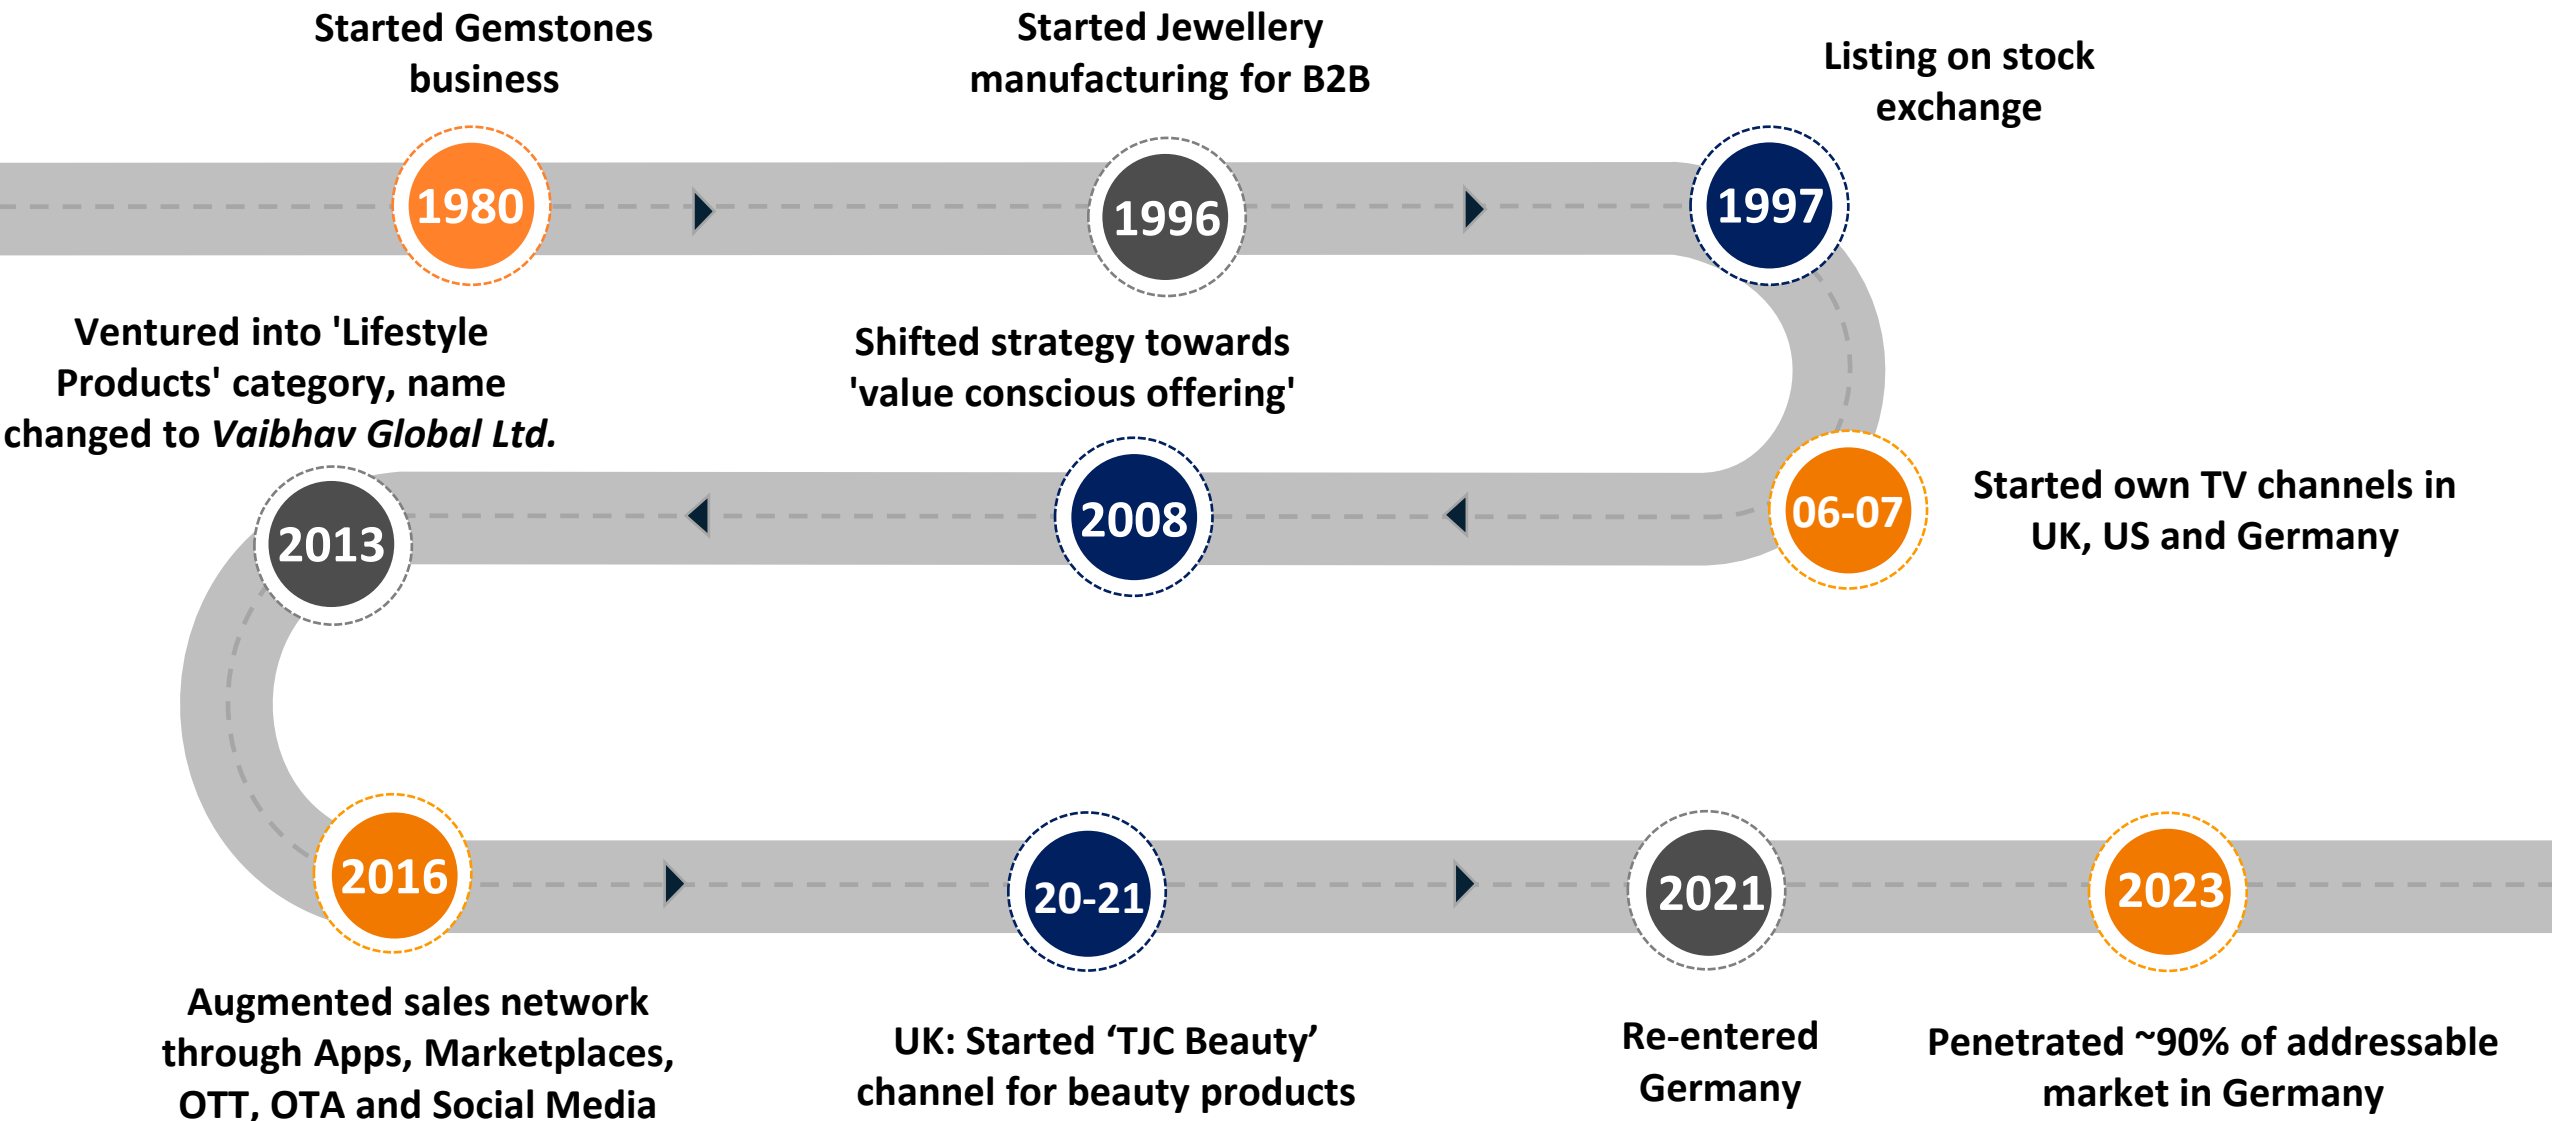 Started Gemstones
business
1980
Started Jewellery
manufacturing for B2B
1996
Listing on stock
exchange
1997
Started own TV channels in
UK, US and Germany
06-07
Shifted strategy towards
'value conscious offering'
2008
Ventured into 'Lifestyle
Products' category, name
changed to Vaibhav Global Ltd.
2013
2016
Augmented sales network
through Apps, Marketplaces,
OTT, OTA and Social Media
20-21
UK: Started ‘TJC Beauty’
channel for beauty products
2021
Re-entered
Germany
2023
Penetrated ~90% of addressable
market in Germany